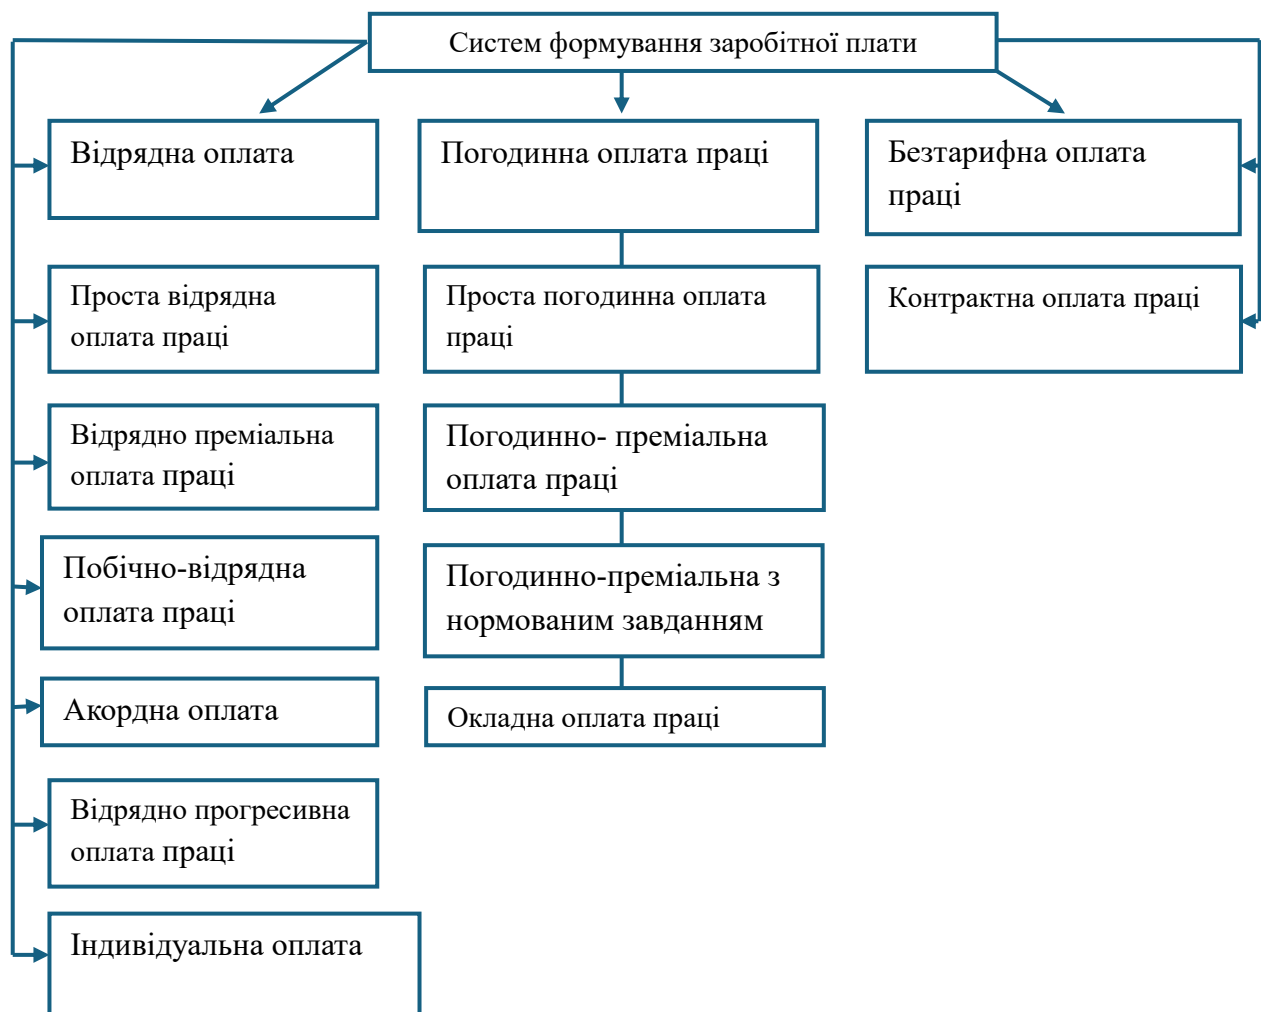 Систем формування заробітної плати
Відрядна оплата
Погодинна оплата праці
Безтарифна оплата
праці
Проста відрядна
оплата праці
Проста погодинна оплата
праці
Контрактна оплата праці
Відрядно преміальна
оплата праці
Погодинно- преміальна
оплата праці
Побічно-відрядна
оплата праці
Погодинно-преміальна з
нормованим завданням
Акордна оплата
Окладна оплата праці
Відрядно прогресивна
оплата праці
Індивідуальна оплата